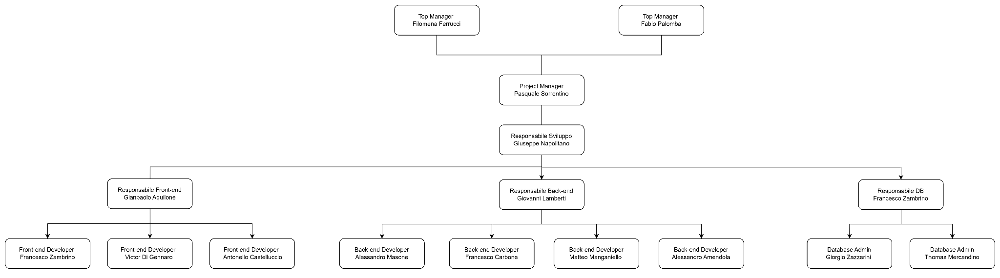 Top Manager
Filomena Ferrucci
Top Manager
Fabio Palomba
Project Manager
Pasquale Sorrentino
Responsabile Sviluppo
Giuseppe Napolitano
Responsabile Front-end
Gianpaolo Aquilone
Responsabile Back-end
Giovanni Lamberti
Responsabile DB
Francesco Zambrino
Front-end Developer
Francesco Zambrino
Front-end Developer
Victor Di Gennaro
Front-end Developer
Antonello Castelluccio
Back-end Developer
Alessandro Masone
Back-end Developer
Francesco Carbone
Back-end Developer
Matteo Manganiello
Back-end Developer
Alessandro Amendola
Database Admin
Giorgio Zazzerini
Database Admin
Thomas Mercandino